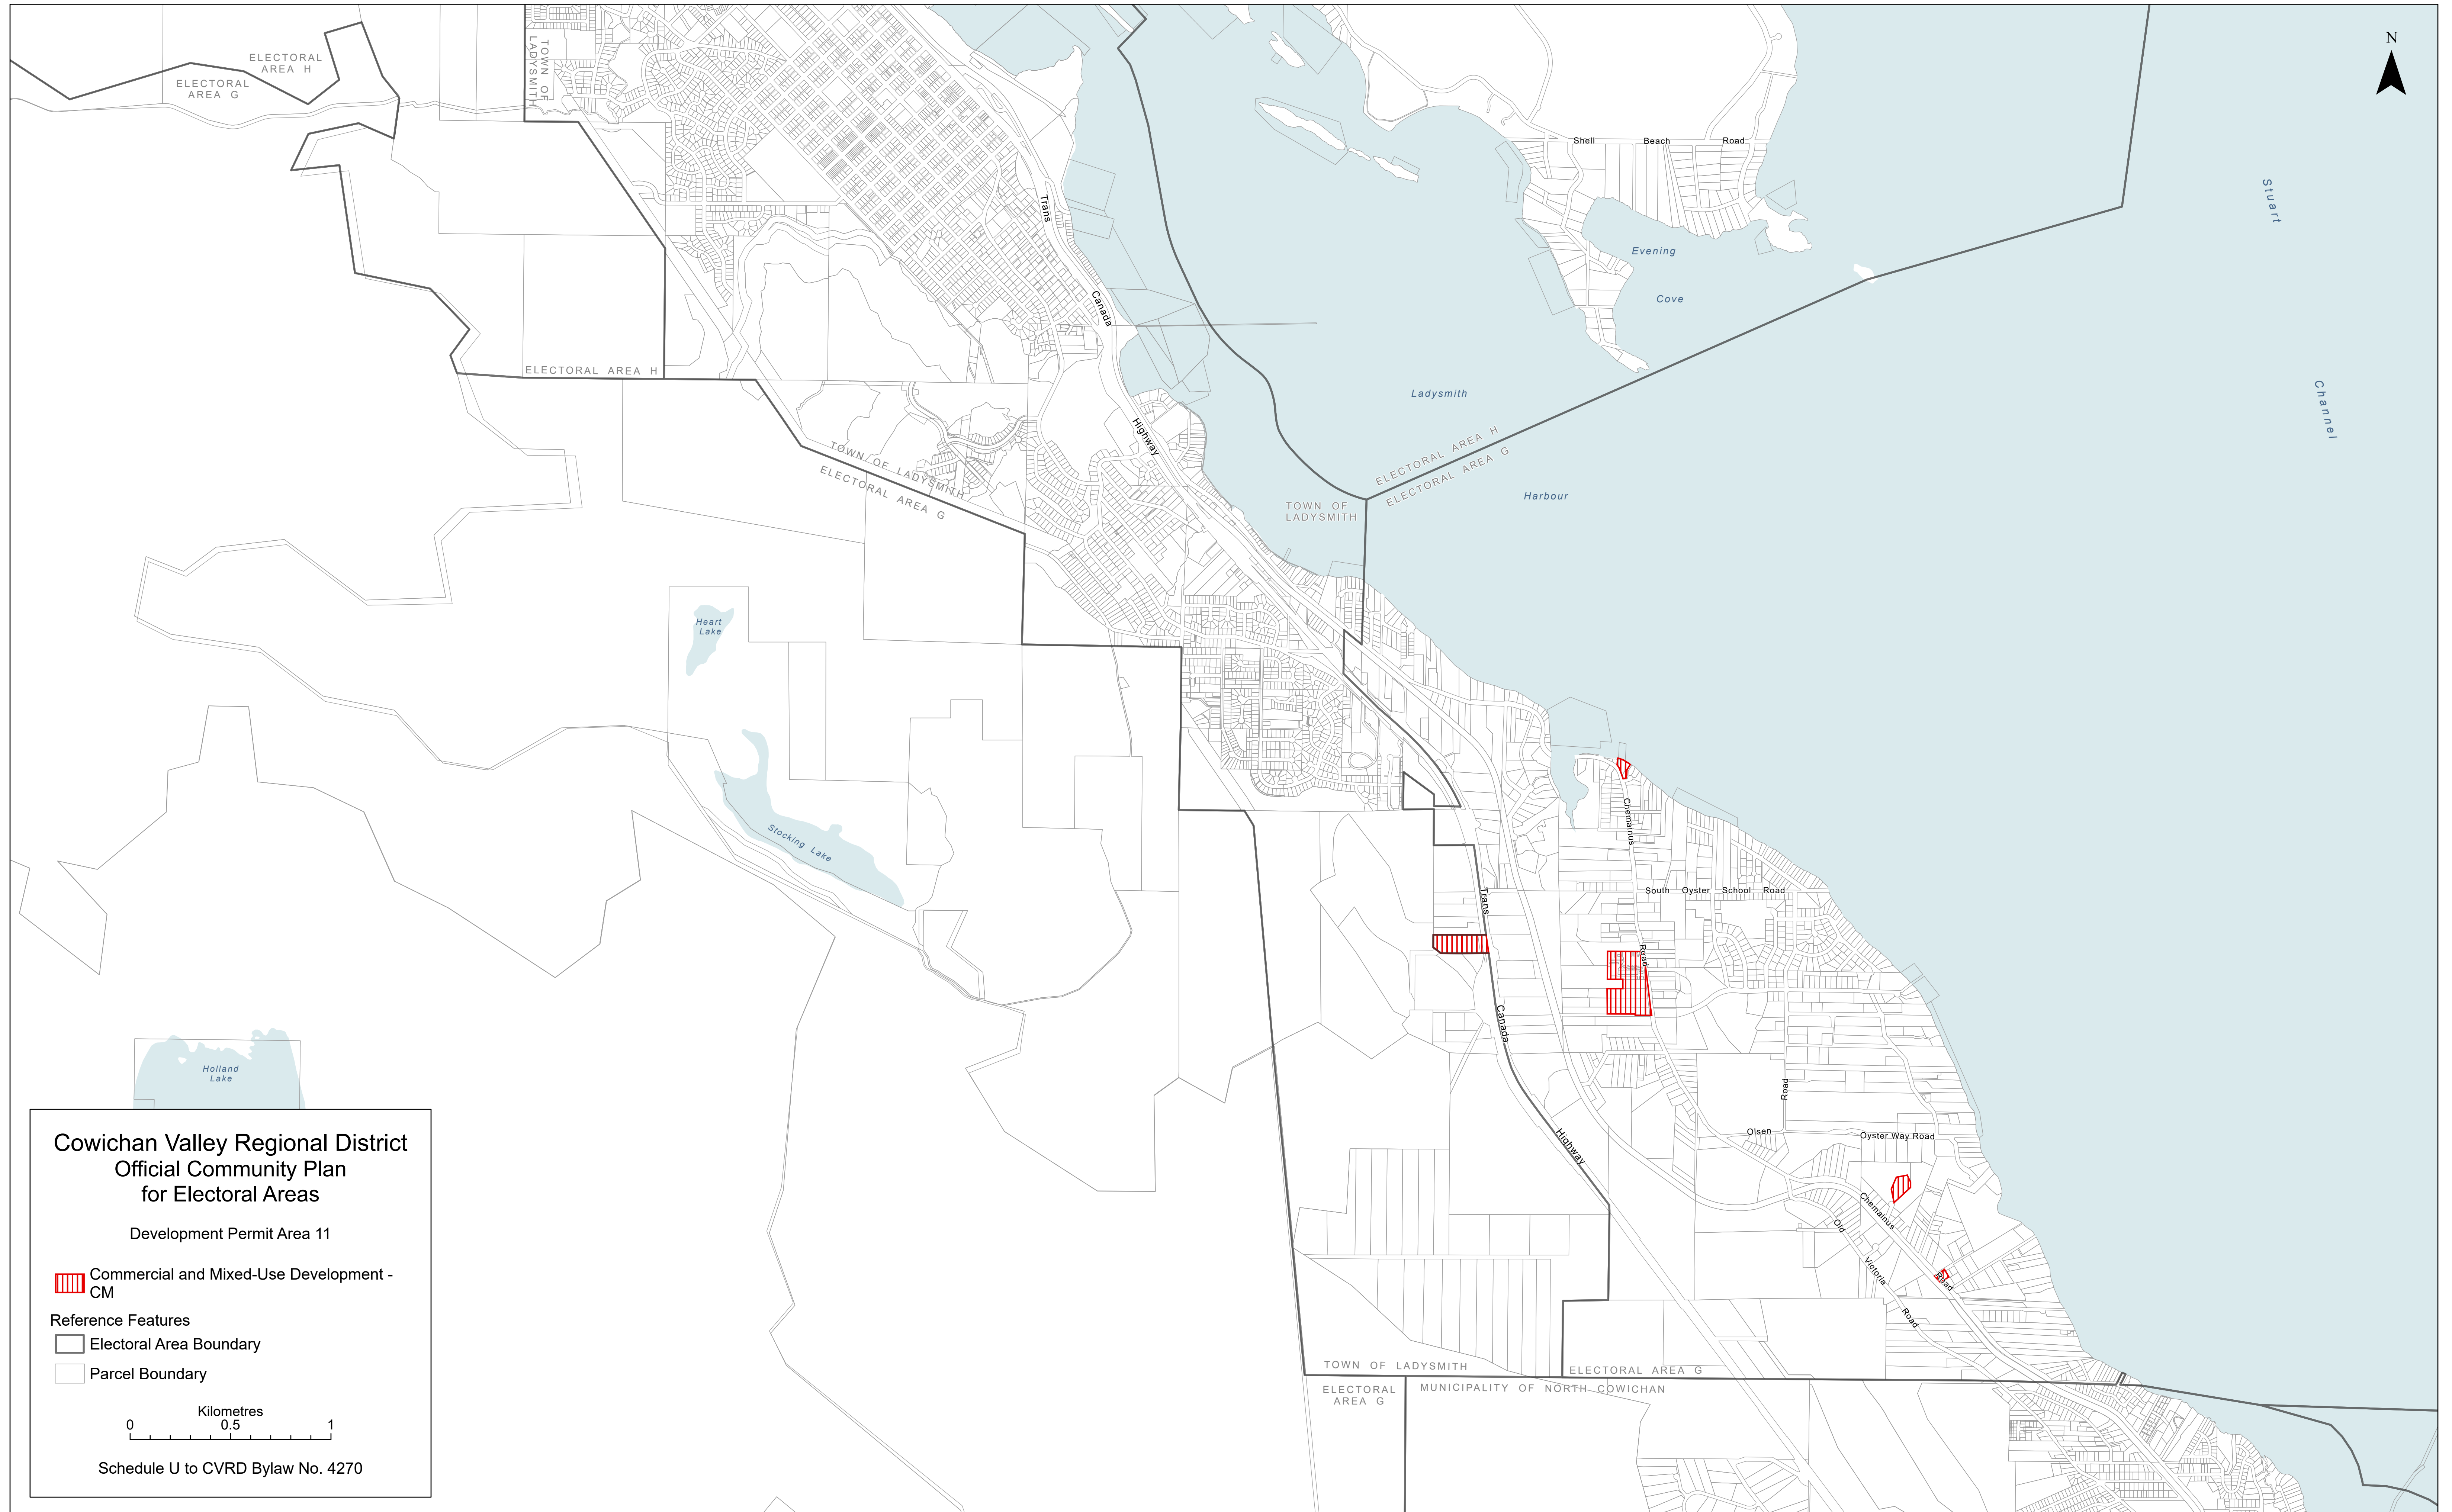 N
ELECTORAL
AREA H
ELECTORAL
AREA G
TOWN OF
LADYSMITH
Shell Beach Road
Stuart
Channel
Trans
Canada
Highway
Evening
Cove
ELECTORAL AREA H
Ladysmith
Harbour
ELECTORAL AREA H
ELECTORAL AREA G
TOWN OF LADYSMITH
ELECTORAL AREA G
TOWN OF
LADYSMITH
Heart
Lake
Stocking Lake
Chemainus
Road
South Oyster School Road
Trans
Canada
Highway
Holland
Lake
Road
Olsen
Oyster Way Road
Chemainus
Road
Old
Victoria
Road
TOWN OF LADYSMITH
ELECTORAL AREA G
ELECTORAL
AREA G
MUNICIPALITY OF NORTH COWICHAN
Cowichan Valley Regional District
Official Community Plan
for Electoral Areas
Development Permit Area 11
Commercial and Mixed-Use Development -
CM
Reference Features
Electoral Area Boundary
Parcel Boundary
Kilometres
0 0.5 1
Schedule U to CVRD Bylaw No. 4270